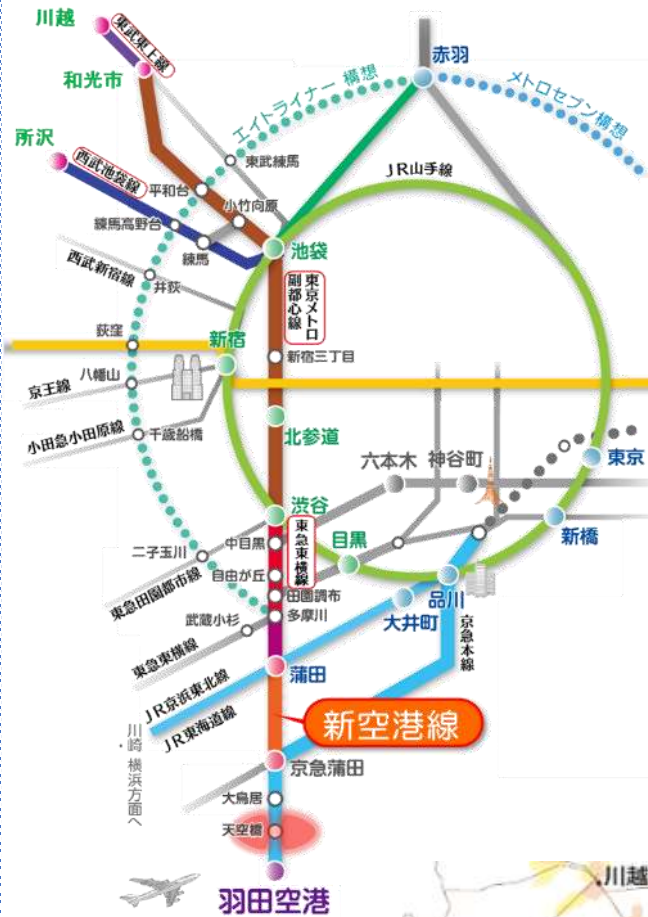 川越
東武東上線
和光市
赤羽
エイトライナー 構想
メトロセブン構想
所沢
東武練馬
JR山手線
西武池袋線
平和台
小竹向原
練馬高野台
練馬
池袋
西武新宿線
井荻
東京メトロ
副都心線
荻窪
新宿
新宿三丁目
八幡山
京王線
北参道
千歳船橋
小田急小田原線
六本木
神谷町
東京
渋谷
新橋
中目黒
東急東横線
目黒
二子玉川
自由が丘
東急田園都市線
田園調布
品川
多摩川
武蔵小杉
大井町
京急本線
東急東横線
蒲田
JR京浜東北線
JR東海道線
新空港線
川崎 横浜方面へ
京急蒲田
大鳥居
天空橋
羽田空港
川越